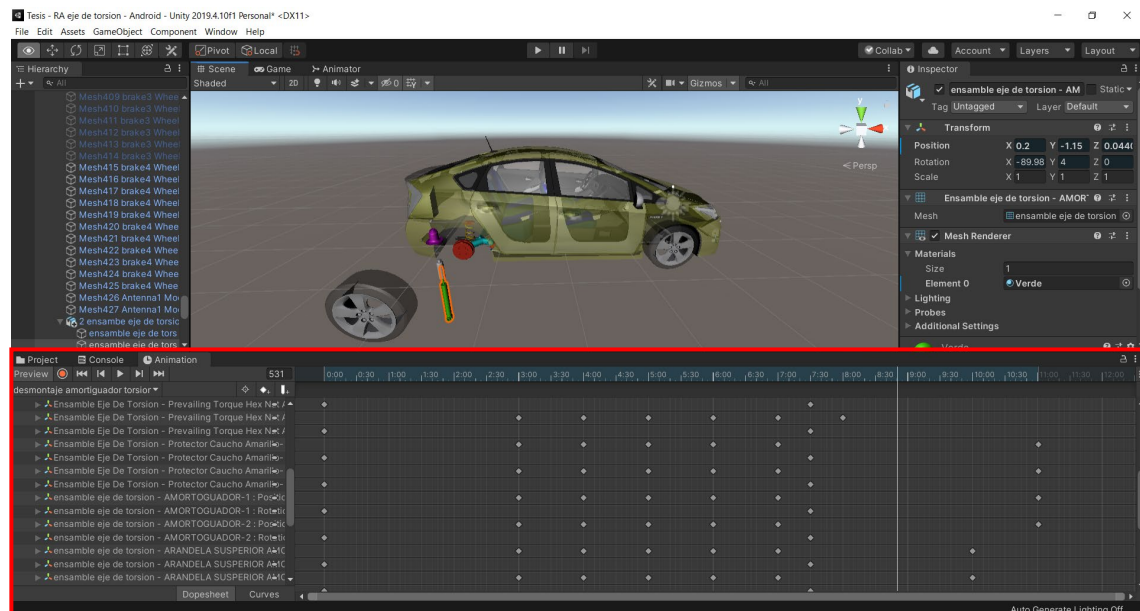 Tesis - RA eje de torsion - Android - Unity 2019.4.10f1 Personal* <DX11>
File Edit Assets GameObject Component Window Help
Pivot Local Collab Account Layers Layout
Hierarchy Scene Game Animator Inspector
All Shaded 2D 0 Gizmos All
Mesh409 brake3 Whee
Mesh410 brake3 Wheel
Mesh411 brake3 Wheel
Mesh412 brake3 Wheel
Mesh413 brake3 Wheel
Mesh414 brake3 Wheel
Mesh415 brake4 Wheel
Mesh416 brake4 Wheel
Mesh417 brake4 Wheel
Mesh418 brake4 Wheel
Mesh419 brake4 Wheel
Mesh420 brake4 Wheel
Mesh421 brake4 Wheel
Mesh422 brake4 Wheel
Mesh423 brake4 Whee
Mesh424 brake4 Wheel
Mesh425 brake4 Wheel
Mesh426 Antenna1 Mo
Mesh427 Antenna1 Mo
2 ensambe eje de torsio
ensamble eje de tors
ensamble eje de tors
y
Persp
ensamble eje de torsion - AM Static
Tag Untagged Layer Default
Transform
Position X 0.2 Y -1.15 Z 0.044
Rotation X -89.98 Y 4 Z 0
Scale X 1 Y 1 Z 1
Ensamble eje de torsion - AMOR
Mesh ensamble eje de torsion
Mesh Renderer
Materials
Size 1
Element 0 Verde
Lighting
Probes
Additional Settings
Verde
Project Console Animation
Preview 531 0:00 0:30 1:00 1:30 2:00 2:30 3:00 3:30 4:00 4:30 5:00 5:30 6:00 6:30 7:00 7:30 8:00 8:30 9:00 9:30 10:00 10:30 11:00 11:30 12:00
desmontaje amortiguador torsior
Ensamble Eje De Torsion - Prevailing Torque Hex Nut A
Ensamble Eje De Torsion - Prevailing Torque Hex Nut A
Ensamble Eje De Torsion - Prevailing Torque Hex Nut A
Ensamble Eje De Torsion - Protector Caucho Amarillo-
Ensamble Eje De Torsion - Protector Caucho Amarillo-
Ensamble Eje De Torsion - Protector Caucho Amarillo-
Ensamble Eje De Torsion - Protector Caucho Amarillo-
ensamble eje de torsion - AMORTOGUADOR-1 : Positic
ensamble eje de torsion - AMORTOGUADOR-1 : Rotatic
ensamble eje de torsion - AMORTOGUADOR-2 : Positic
ensamble eje de torsion - AMORTOGUADOR-2 : Rotatic
ensamble eje de torsion - ARANDELA SUSPERIOR AMC
ensamble eje de torsion - ARANDELA SUSPERIOR AMC
ensamble eje de torsion - ARANDELA SUSPERIOR AMC
Dopesheet Curves
Auto Generate Lighting Off